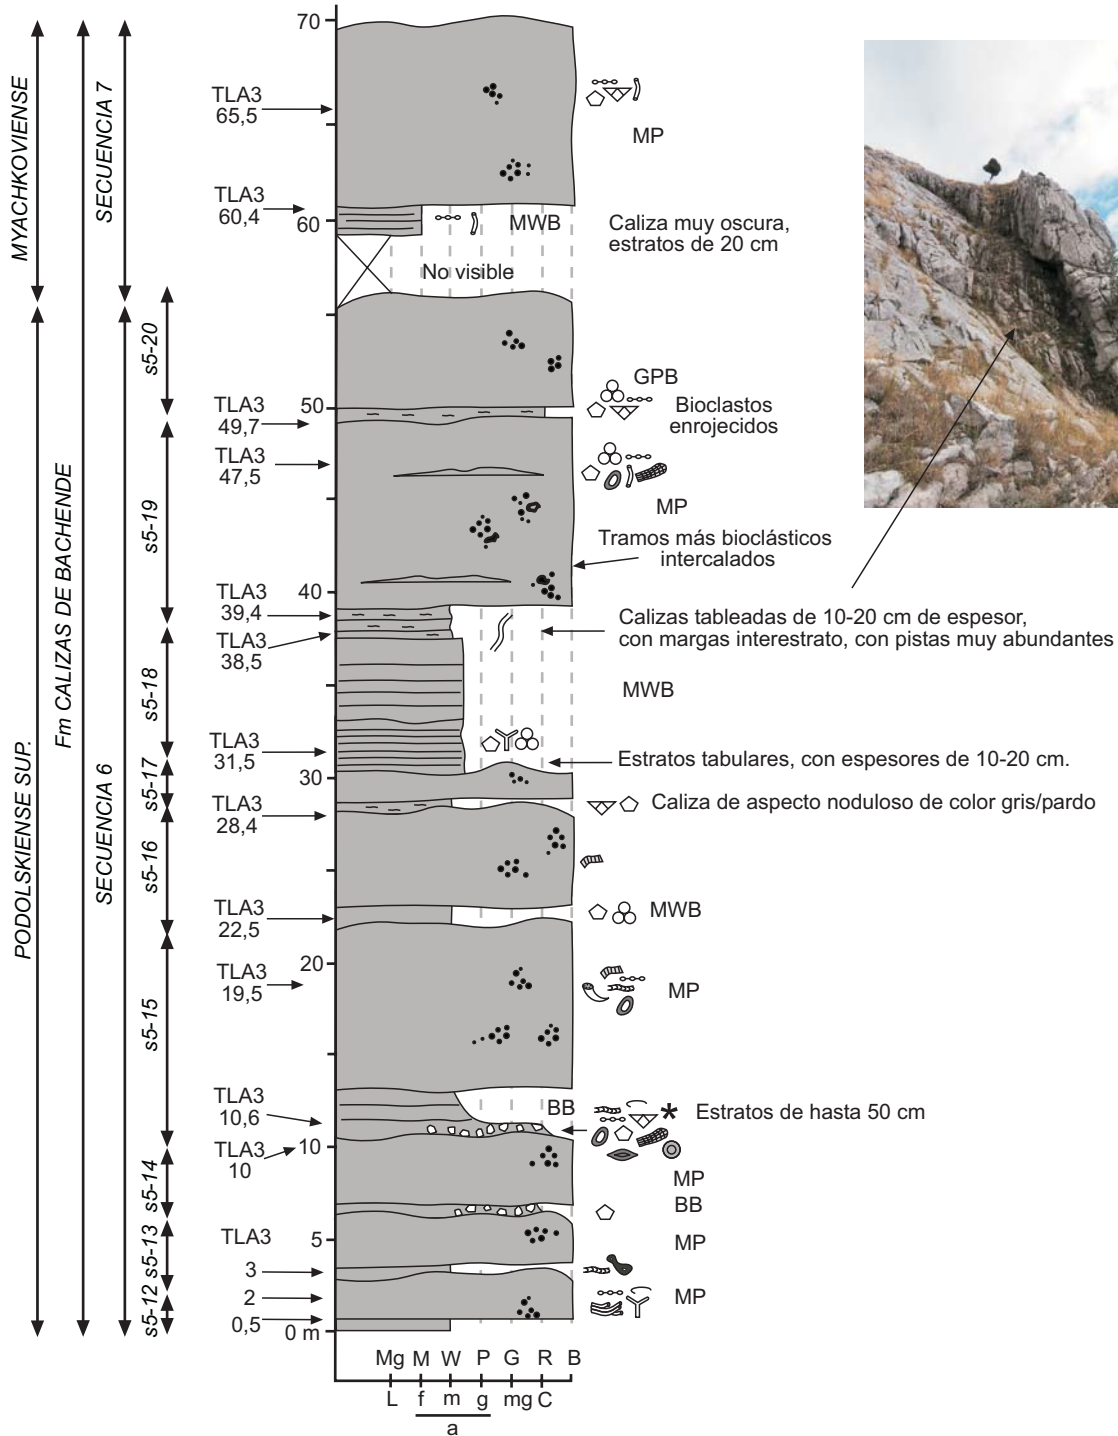 70
MYACHKOVIENSE
SECUENCIA 7
TLA3
65,5
MP
TLA3
60,4
60
MWB
Caliza muy oscura,
estratos de 20 cm
No visible
s5-20
GPB
50
TLA3
49,7
Bioclastos
enrojecidos
TLA3
47,5
MP
s5-19
Fm CALIZAS DE BACHENDE
Tramos más bioclásticos
intercalados
40
TLA3
39,4
Calizas tableadas de 10-20 cm de espesor,
con margas interestrato, con pistas muy abundantes
TLA3
38,5
s5-18
MWB
TLA3
31,5
Estratos tabulares, con espesores de 10-20 cm.
30
s5-17
PODOLSKIENSE SUP.
SECUENCIA 6
TLA3
28,4
Caliza de aspecto noduloso de color gris/pardo
s5-16
TLA3
22,5
MWB
20
TLA3
19,5
MP
s5-15
TLA3
10,6
BB
Estratos de hasta 50 cm
TLA3
10
10
MP
s5-14
BB
TLA3
5
MP
s5-13
3
2
MP
s5-12
0,5
0 m
Mg M W P G R B
L f m g mg C
a